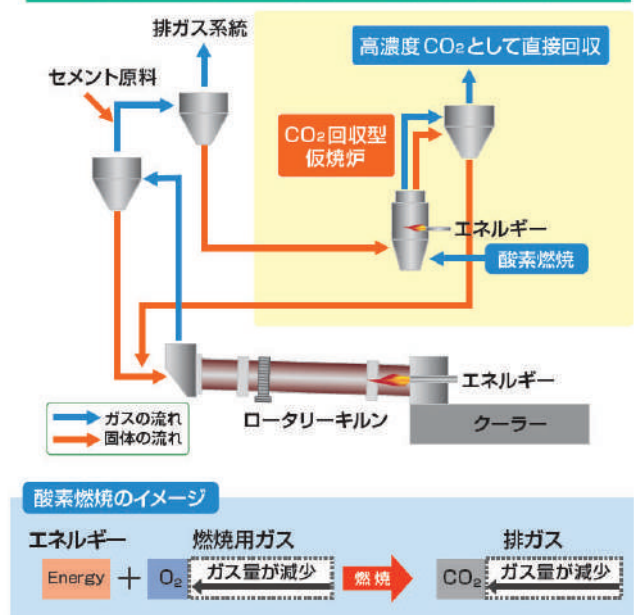 排ガス系統
高濃度CO₂として直接回収
セメント原料
CO₂回収型
仮焼炉
エネルギー
酸素燃焼
エネルギー
ロータリーキルン
クーラー
ガスの流れ
固体の流れ
酸素燃焼のイメージ
エネルギー
燃焼用ガス
排ガス
Energy + O₂ ガス量が減少 燃焼 CO₂ ガス量が減少